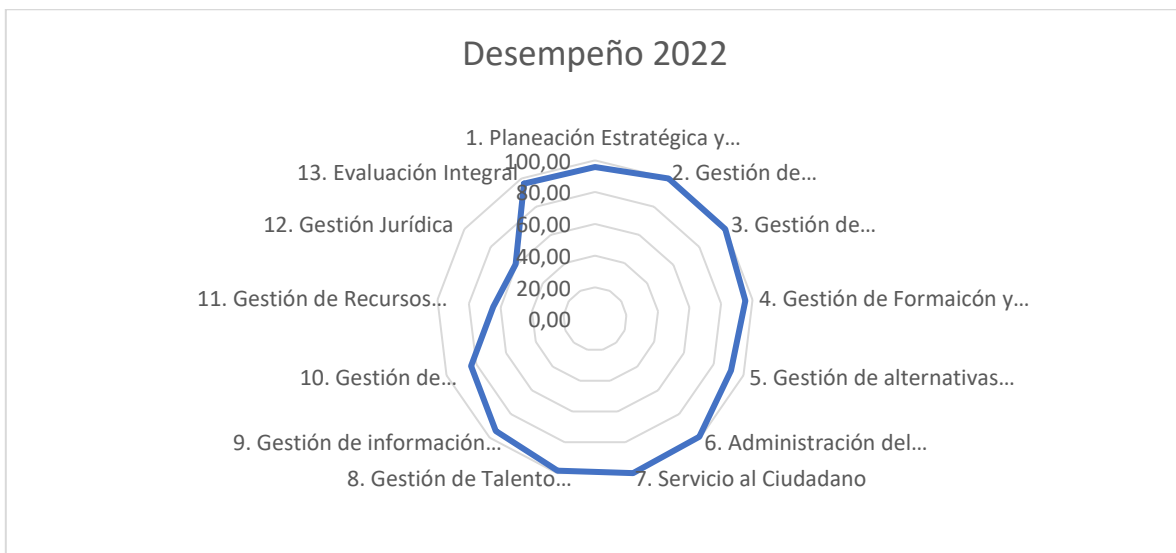 Desempeño 2022
1. Planeación Estratégica y...
2. Gestión de...
3. Gestión de...
4. Gestión de Formaicón y...
5. Gestión de alternativas...
6. Administración del...
7. Servicio al Ciudadano
8. Gestión de Talento...
9. Gestión de información...
10. Gestión de...
11. Gestión de Recursos...
12. Gestión Jurídica
13. Evaluación Integral
100,00
80,00
60,00
40,00
20,00
0,00